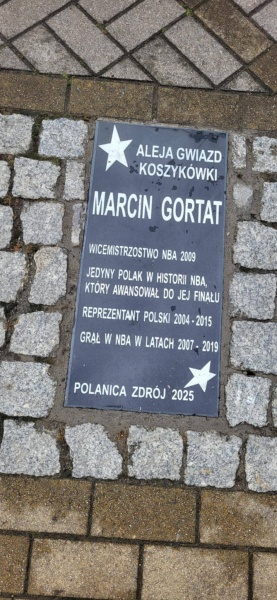 ALEJA GWIAZD
KOSZYKÓWKI
MARCIN GORTAT
WICEMISTRZOSTWO NBA 2009
JEDYNY POLAK W HISTORII NBA,
KTÓRY AWANSOWAŁ DO JEJ FINAŁU
REPREZENTANT POLSKI 2004 - 2015
GRAŁ W NBA W LATACH 2007 - 2019
POLANICA ZDRÓJ 2025